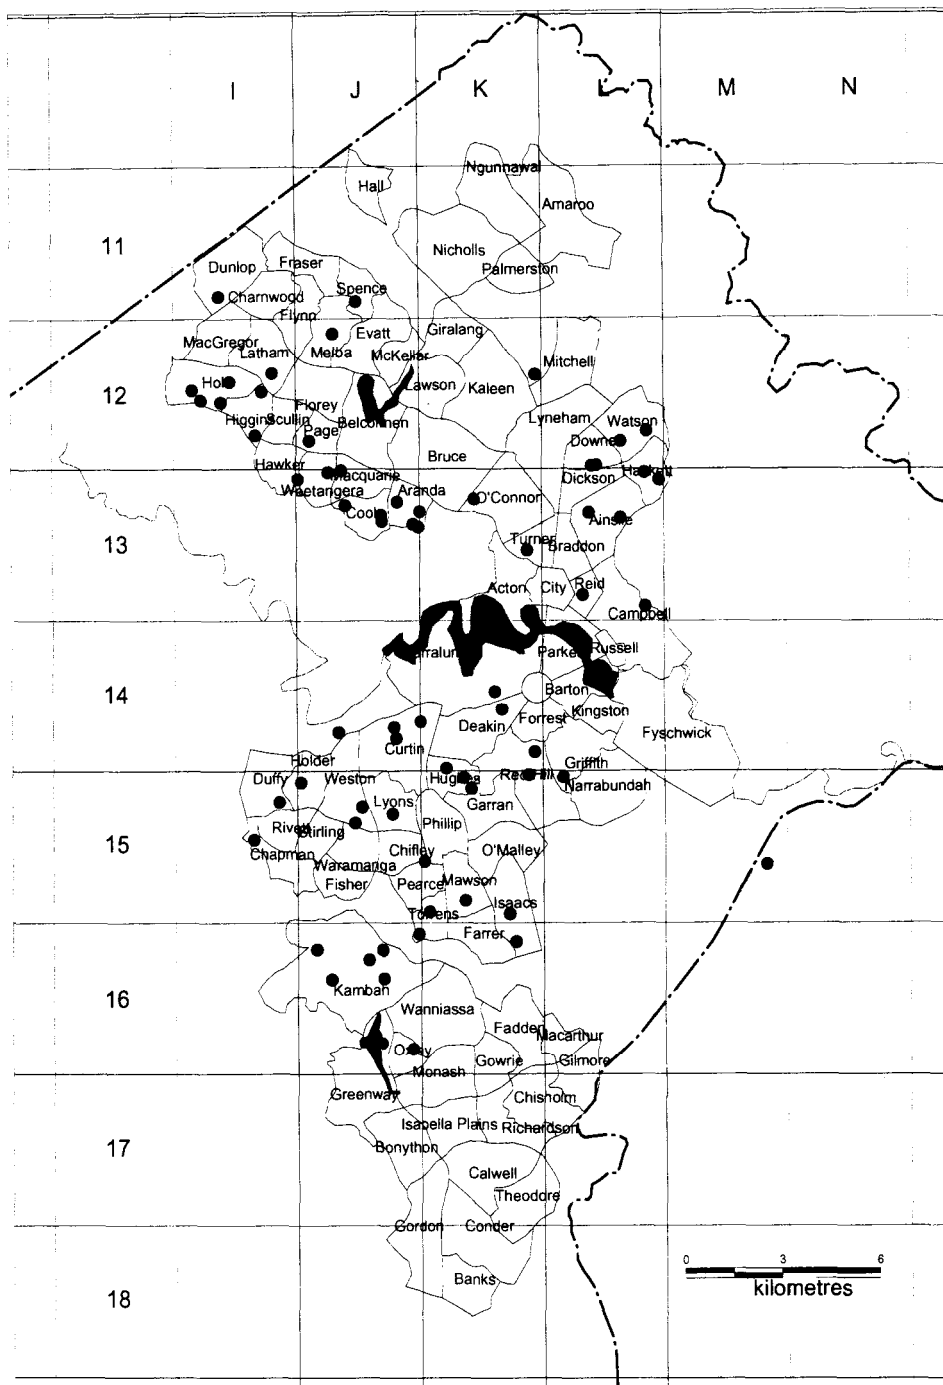 I J K L M N
Ngunnawal
Hall
Amaroo
11
Nicholls
Fraser
Dunlop
Palmerston
Spence
Charnwood
Flynn
Evatt
Giralang
MacGregor
Latham
Melba
McKellar
Mitchell
12
Holt
Lawson
Kaleen
Florey
Higgins
Scullin
Belconnen
Lyneham
Watson
Page
Downer
Bruce
Hawker
Macquarie
Dickson
Hackett
Weetangera
Aranda
O'Connor
Cook
Ainslie
13
Turner
Braddon
Acton
City
Reid
Campbell
Yarralumla
Parkes
Russell
14
Barton
Deakin
Forrest
Kingston
Curtin
Fyschwick
Holder
Griffith
Duffy
Weston
Hughes
Red Hill
Narrabundah
Lyons
Garran
Rivett
Stirling
Phillip
15
Chapman
Chifley
O'Malley
Waramanga
Fisher
Pearce
Mawson
Isaacs
Torrens
Farrer
16
Kambah
Wanniassa
Fadden
Macarthur
Oxley
Gowrie
Gilmore
Monash
Greenway
Chisholm
Isabella Plains
Richardson
17
Bonython
Calwell
Theodore
Gordon
Conder
0 3 6
Banks
kilometres
18